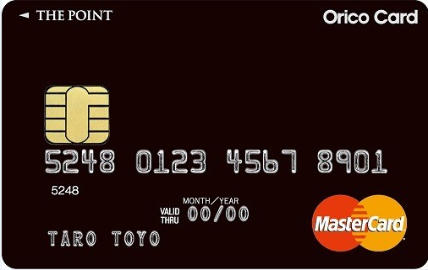 THE POINT
Orico Card
5248 0123 4567 8901
5248
MONTH/YEAR
VALID THRU 00/00
TARO TOYO
MasterCard